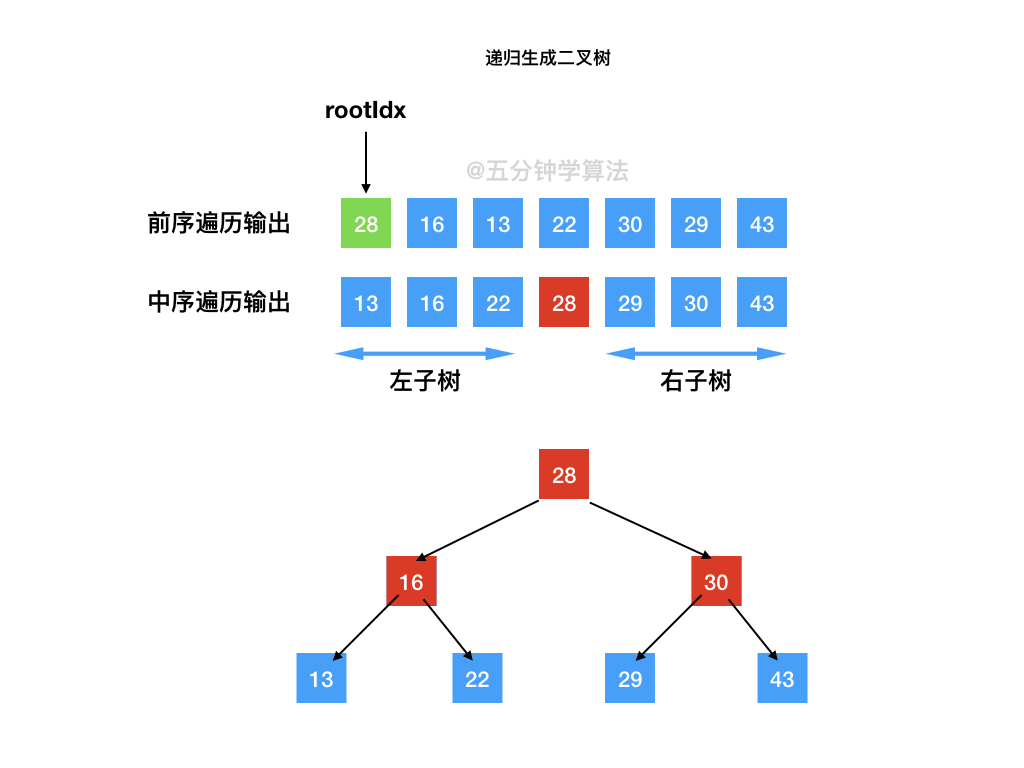 递归生成二叉树
rootIdx
@五分钟学算法
前序遍历输出 28 16 13 22 30 29 43
中序遍历输出 13 16 22 28 29 30 43
左子树 右子树
28
16 30
13 22 29 43